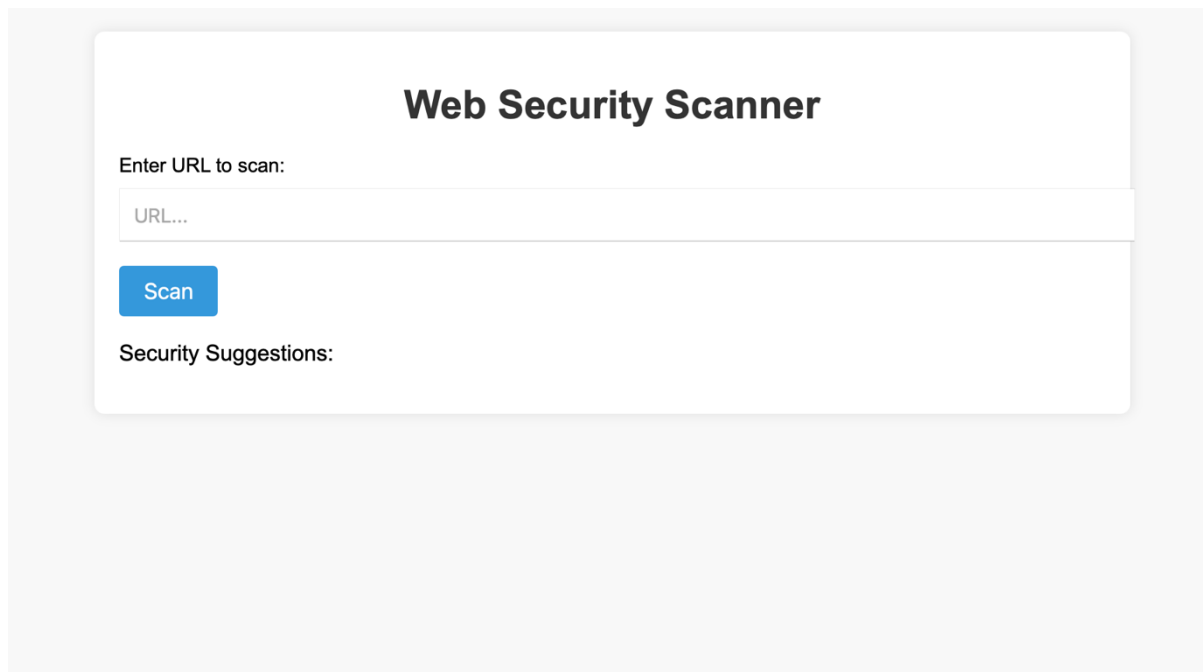 Web Security Scanner
Enter URL to scan:
URL...
Scan
Security Suggestions: